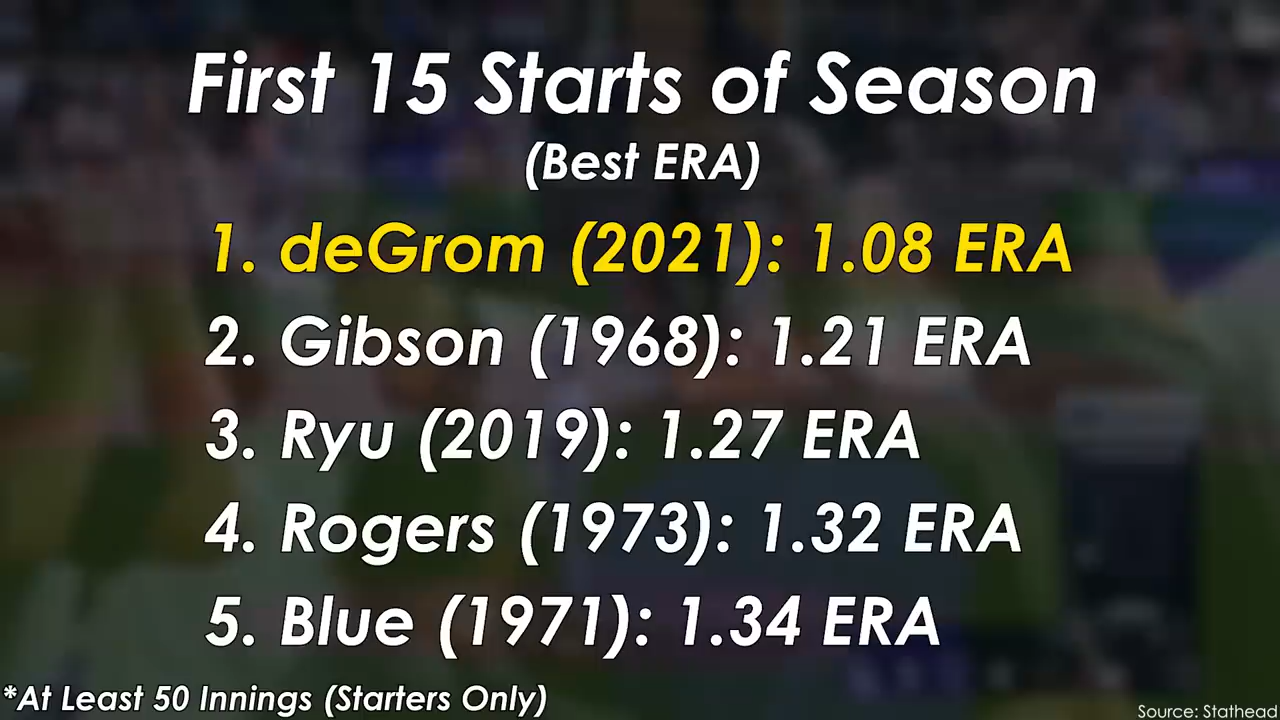 First 15 Starts of Season
(Best ERA)
1. deGrom (2021): 1.08 ERA
2. Gibson (1968): 1.21 ERA
3. Ryu (2019): 1.27 ERA
4. Rogers (1973): 1.32 ERA
5. Blue (1971): 1.34 ERA
*At Least 50 Innings (Starters Only)
Source: Stathead